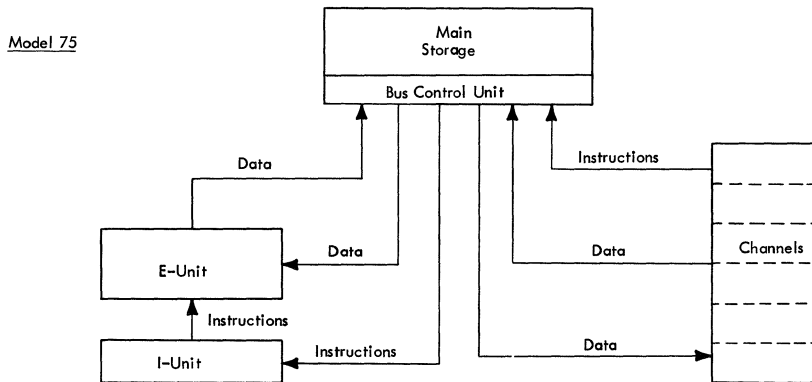 Model 75
Main
Storage
Bus Control Unit
Data
Instructions
Data
E-Unit
Data
Channels
Instructions
I-Unit
Instructions
Data